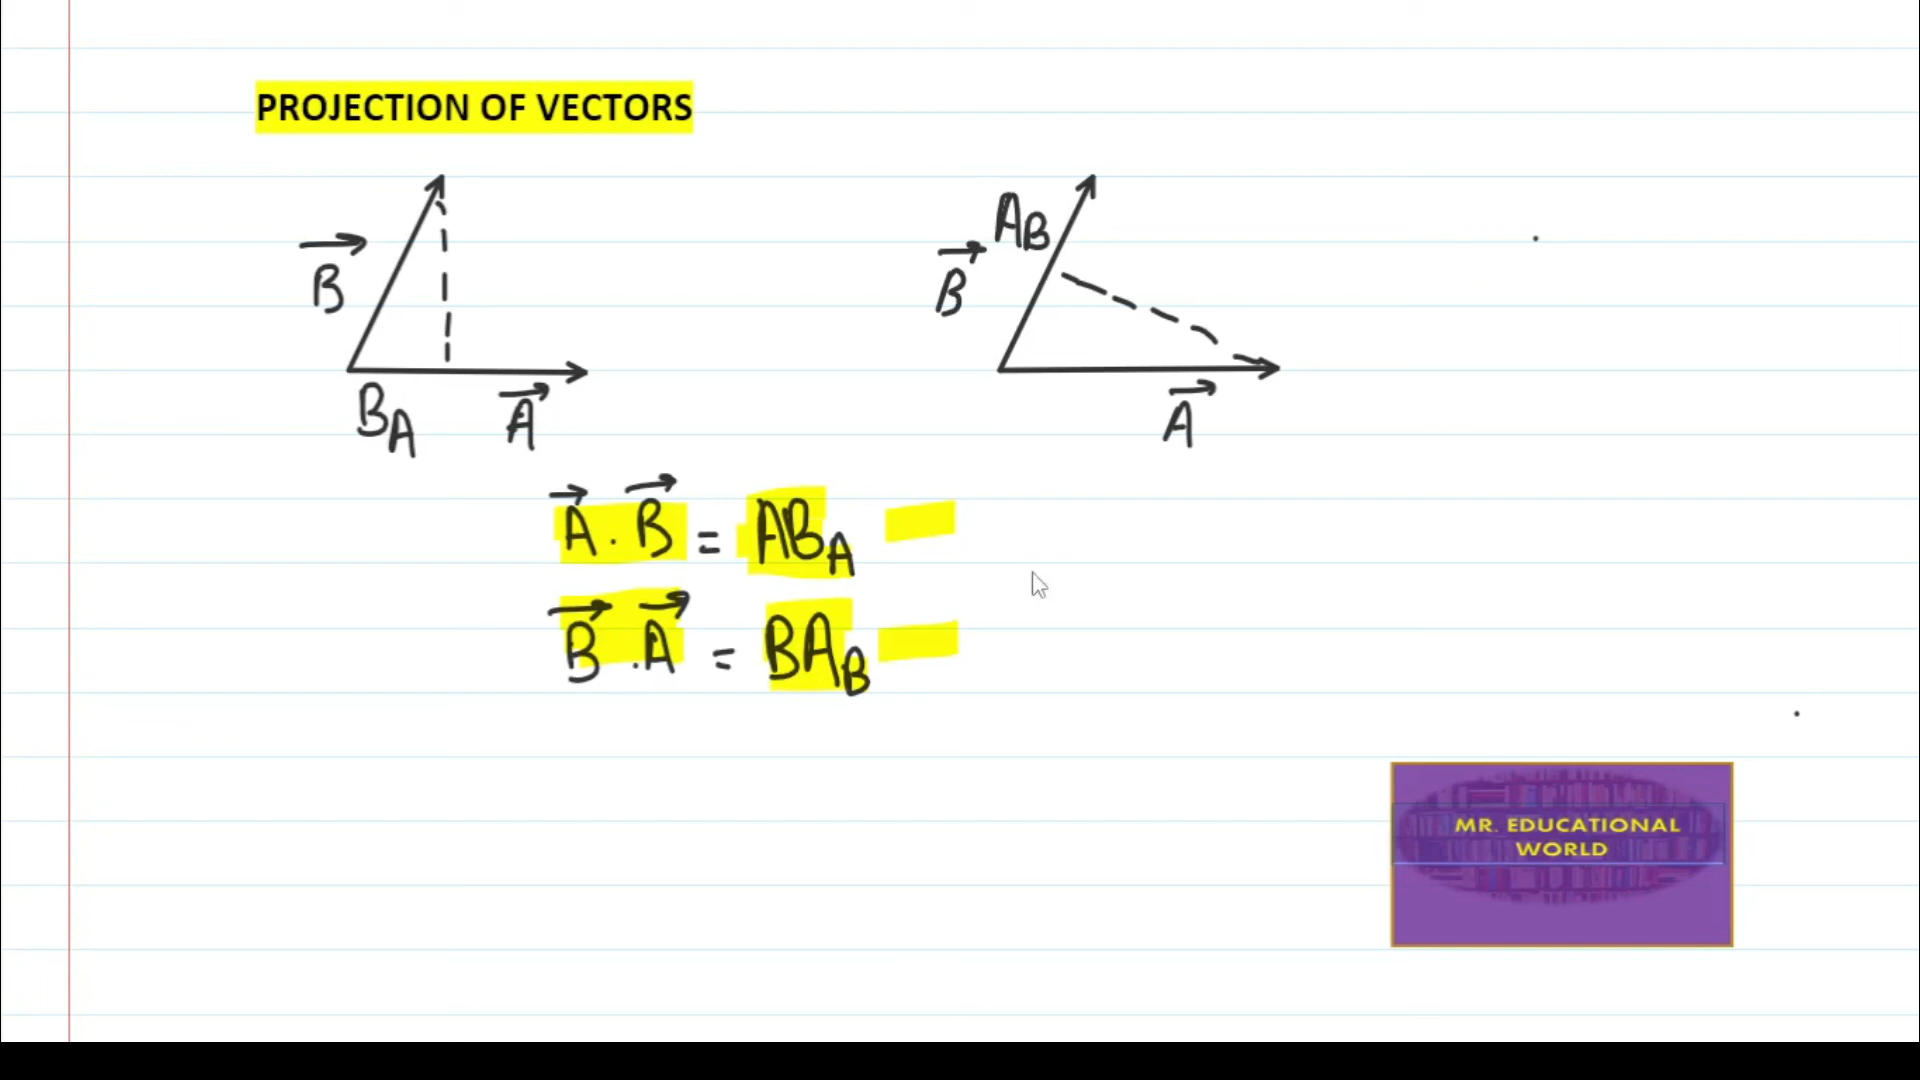 PROJECTION OF VECTORS
B⃗
B_A
A⃗
A_B
B⃗
A⃗
A⃗ . B⃗ = AB_A
B⃗ . A⃗ = BA_B
MR. EDUCATIONAL
WORLD